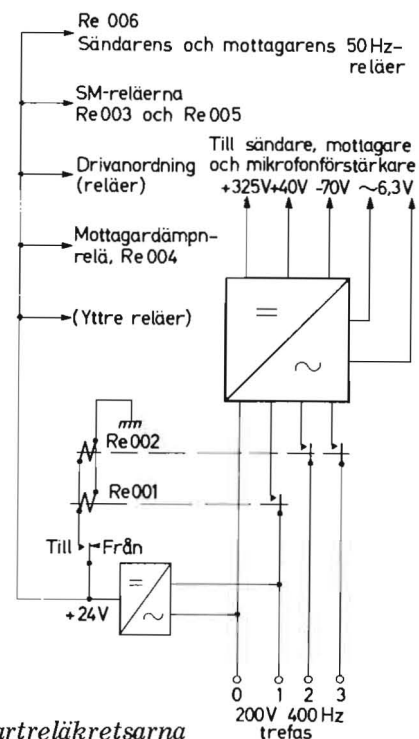 Re 006
Sändarens och mottagarens 50 Hz-
reläer
SM-reläerna
Re 003 och Re 005
Drivanordning
(reläer)
Mottagardämpn-
relä, Re 004
(Yttre reläer)
Till sändare, mottagare
och mikrofonförstärkare
+325V +40V -70V ~6,3V
=
~
Re 002
Re 001
Till Från
+24V
=
~
0 1 2 3
200V 400 Hz
trefas
artreläkretsarna